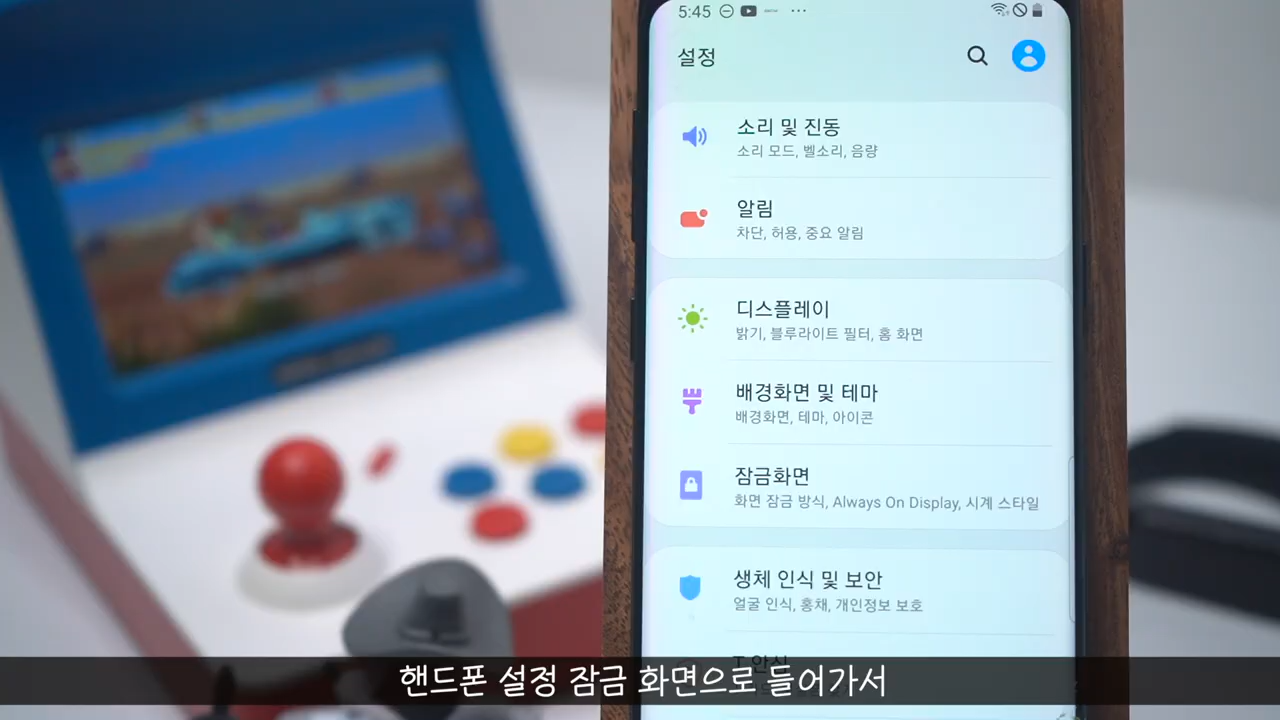 5:45
설정
소리 및 진동
소리 모드, 벨소리, 음량
알림
차단, 허용, 중요 알림
디스플레이
밝기, 블루라이트 필터, 홈 화면
배경화면 및 테마
배경화면, 테마, 아이콘
잠금화면
화면 잠금 방식, Always On Display, 시계 스타일
생체 인식 및 보안
얼굴 인식, 홍채, 개인정보 보호
T 안심
핸드폰 설정 잠금 화면으로 들어가서